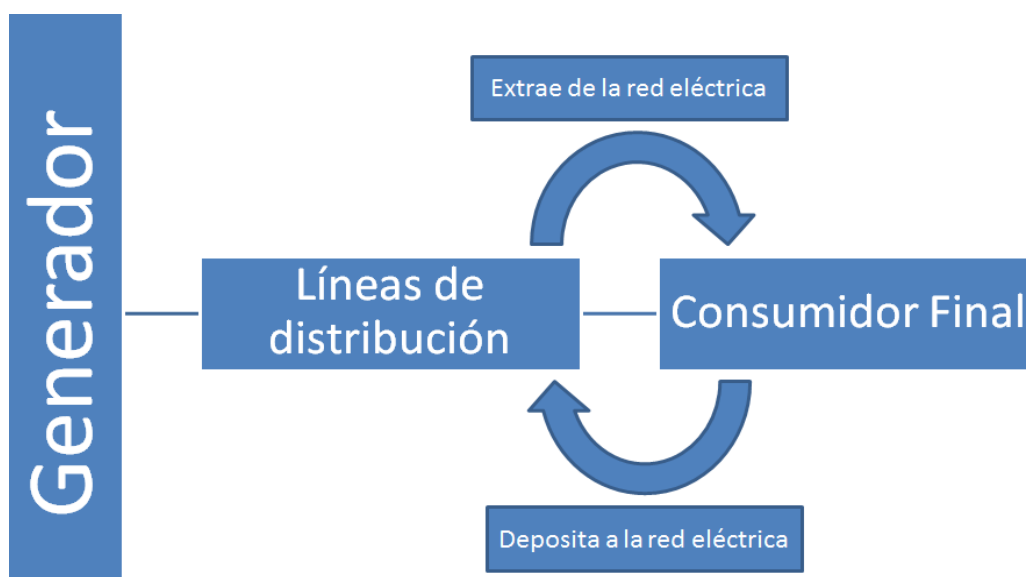 Generador
Extrae de la red eléctrica
Líneas de
distribución
Consumidor Final
Deposita a la red eléctrica